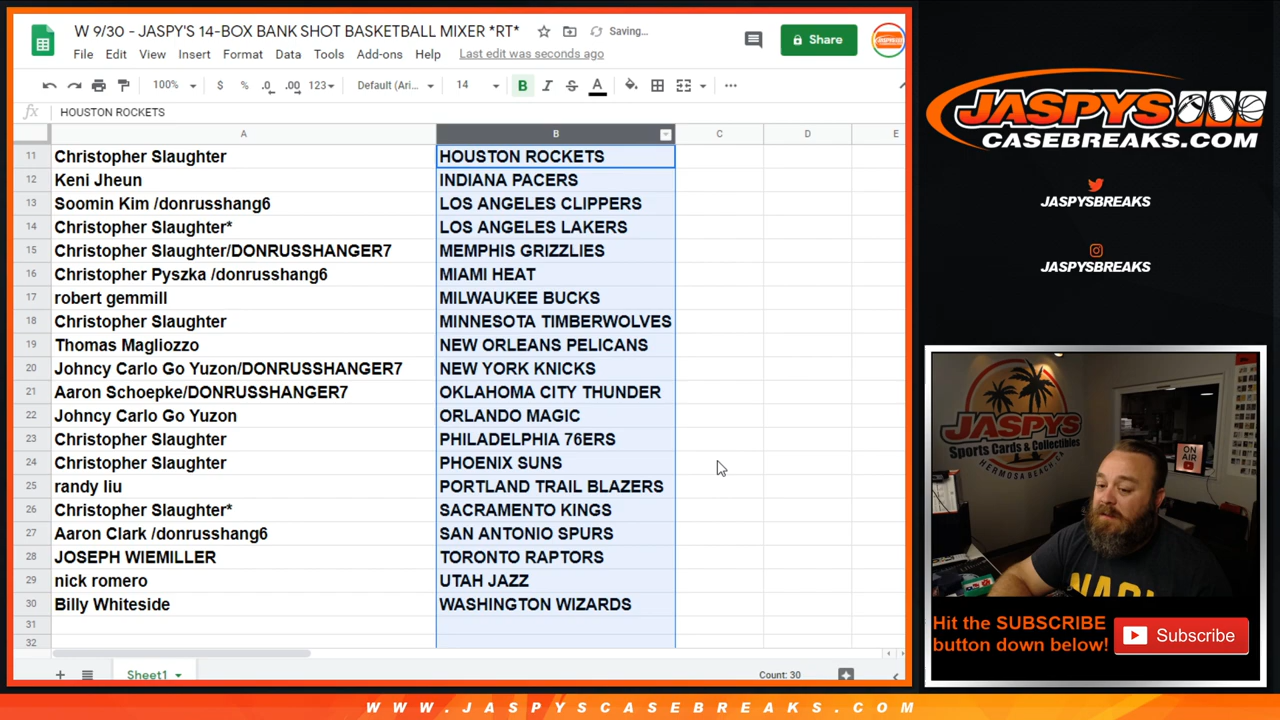 W 9/30 - JASPY'S 14-BOX BANK SHOT BASKETBALL MIXER *RT*
Saving...
File Edit View Insert Format Data Tools Add-ons Help Last edit was seconds ago
Share
100% $ % .0 .00 123 Default (Ari... 14 B I S A
fx HOUSTON ROCKETS
A B C D E
11 Christopher Slaughter HOUSTON ROCKETS
12 Keni Jheun INDIANA PACERS
13 Soomin Kim /donrusshang6 LOS ANGELES CLIPPERS
14 Christopher Slaughter* LOS ANGELES LAKERS
15 Christopher Slaughter/DONRUSSHANGER7 MEMPHIS GRIZZLIES
16 Christopher Pyszka /donrusshang6 MIAMI HEAT
17 robert gemmill MILWAUKEE BUCKS
18 Christopher Slaughter MINNESOTA TIMBERWOLVES
19 Thomas Magliozzo NEW ORLEANS PELICANS
20 Johncy Carlo Go Yuzon/DONRUSSHANGER7 NEW YORK KNICKS
21 Aaron Schoepke/DONRUSSHANGER7 OKLAHOMA CITY THUNDER
22 Johncy Carlo Go Yuzon ORLANDO MAGIC
23 Christopher Slaughter PHILADELPHIA 76ERS
24 Christopher Slaughter PHOENIX SUNS
25 randy liu PORTLAND TRAIL BLAZERS
26 Christopher Slaughter* SACRAMENTO KINGS
27 Aaron Clark /donrusshang6 SAN ANTONIO SPURS
28 JOSEPH WIEMILLER TORONTO RAPTORS
29 nick romero UTAH JAZZ
30 Billy Whiteside WASHINGTON WIZARDS
31
32
Sheet1
Count: 30
JASPYS
CASEBREAKS.COM
JASPYSBREAKS
JASPYSBREAKS
JASPYS
Sports Cards & Collectibles
HERMOSA BEACH, CA
ON
AIR
Hit the SUBSCRIBE
button down below!
Subscribe
WWW.JASPYSCASEBREAKS.COM